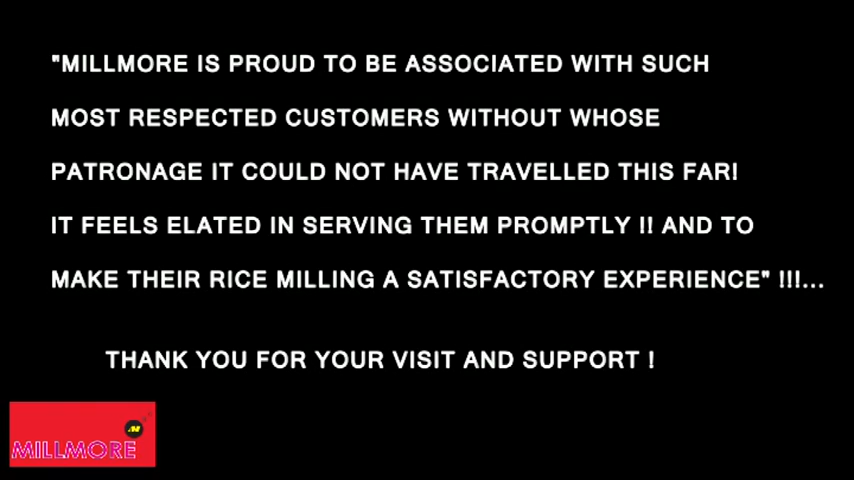 "MILLMORE IS PROUD TO BE ASSOCIATED WITH SUCH
MOST RESPECTED CUSTOMERS WITHOUT WHOSE
PATRONAGE IT COULD NOT HAVE TRAVELLED THIS FAR!
IT FEELS ELATED IN SERVING THEM PROMPTLY !! AND TO
MAKE THEIR RICE MILLING A SATISFACTORY EXPERIENCE" !!!...
THANK YOU FOR YOUR VISIT AND SUPPORT !
MILLMORE